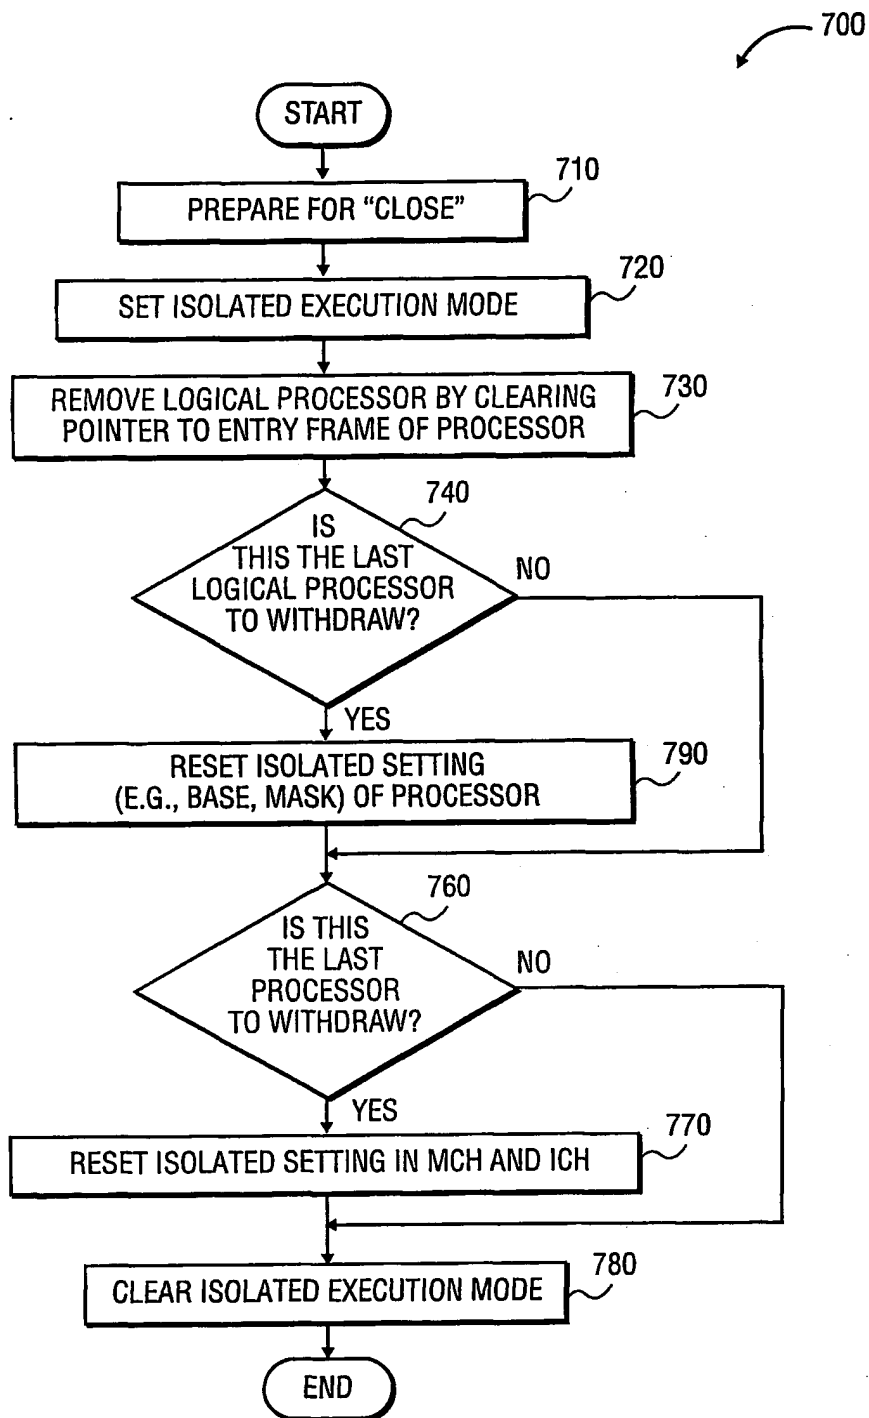 700
START
710
PREPARE FOR “CLOSE”
720
SET ISOLATED EXECUTION MODE
730
REMOVE LOGICAL PROCESSOR BY CLEARING
POINTER TO ENTRY FRAME OF PROCESSOR
740
IS
THIS THE LAST
LOGICAL PROCESSOR
TO WITHDRAW?
NO
YES
790
RESET ISOLATED SETTING
(E.G., BASE, MASK) OF PROCESSOR
760
IS THIS
THE LAST
PROCESSOR
TO WITHDRAW?
NO
YES
770
RESET ISOLATED SETTING IN MCH AND ICH
780
CLEAR ISOLATED EXECUTION MODE
END